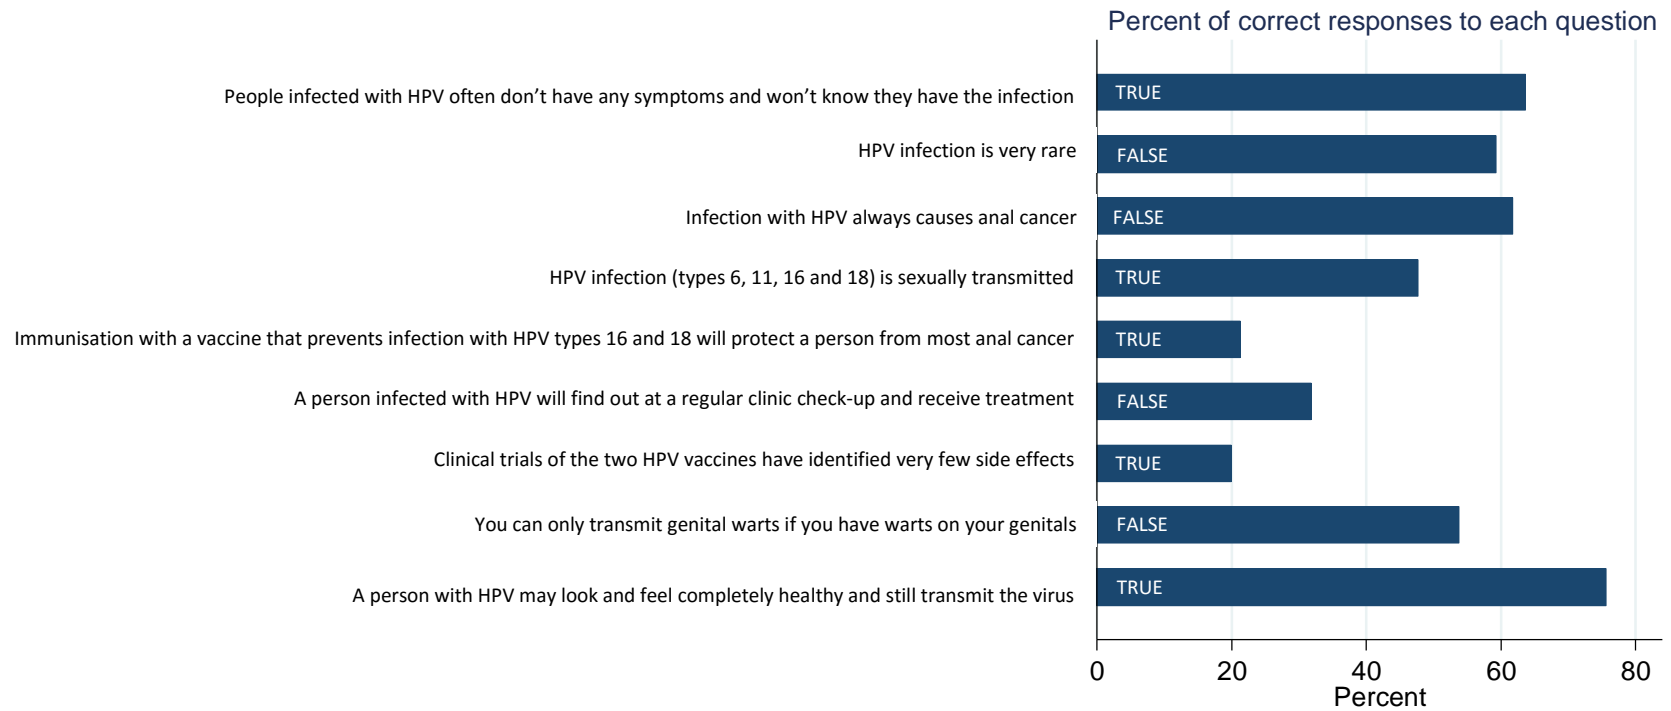 Percent of correct responses to each question
People infected with HPV often don’t have any symptoms and won’t know they have the infection
TRUE
HPV infection is very rare
FALSE
Infection with HPV always causes anal cancer
FALSE
HPV infection (types 6, 11, 16 and 18) is sexually transmitted
TRUE
Immunisation with a vaccine that prevents infection with HPV types 16 and 18 will protect a person from most anal cancer
TRUE
A person infected with HPV will find out at a regular clinic check-up and receive treatment
FALSE
Clinical trials of the two HPV vaccines have identified very few side effects
TRUE
You can only transmit genital warts if you have warts on your genitals
FALSE
A person with HPV may look and feel completely healthy and still transmit the virus
TRUE
0 20 40 60 80
Percent